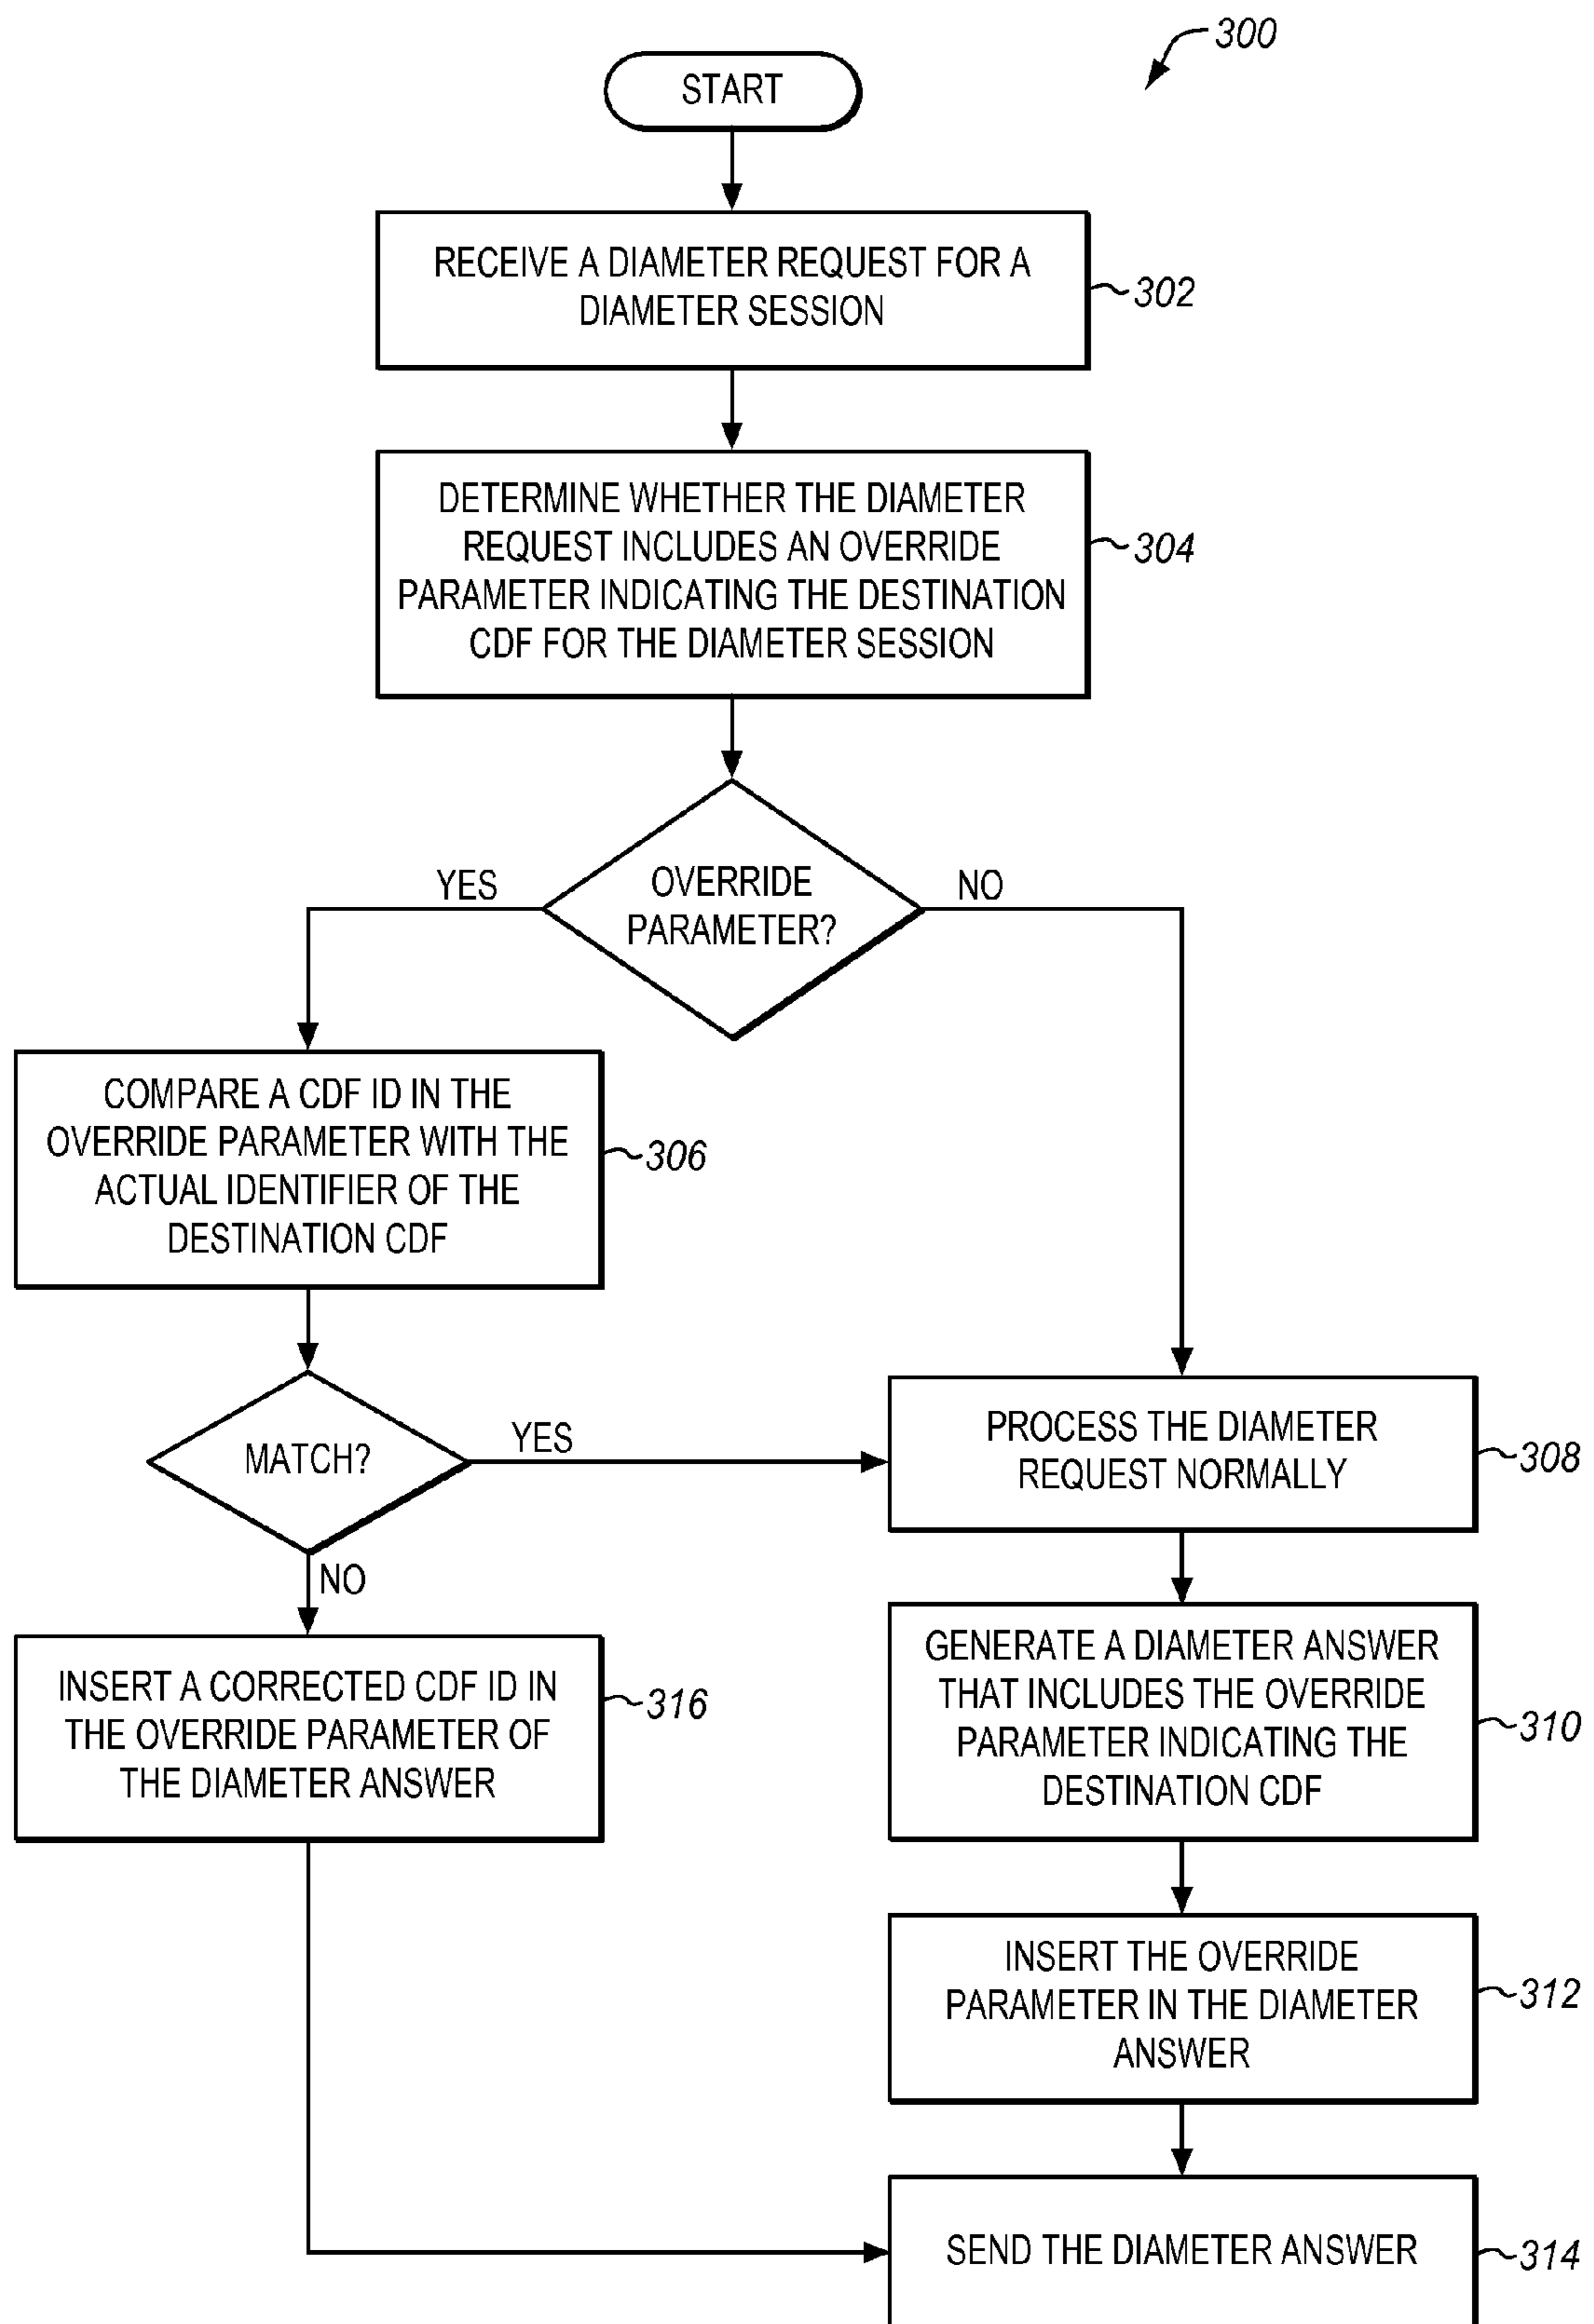 300
START
RECEIVE A DIAMETER REQUEST FOR A
DIAMETER SESSION
302
DETERMINE WHETHER THE DIAMETER
REQUEST INCLUDES AN OVERRIDE
PARAMETER INDICATING THE DESTINATION
CDF FOR THE DIAMETER SESSION
304
OVERRIDE
PARAMETER?
YES
NO
COMPARE A CDF ID IN THE
OVERRIDE PARAMETER WITH THE
ACTUAL IDENTIFIER OF THE
DESTINATION CDF
306
MATCH?
YES
NO
PROCESS THE DIAMETER
REQUEST NORMALLY
308
INSERT A CORRECTED CDF ID IN
THE OVERRIDE PARAMETER OF
THE DIAMETER ANSWER
316
GENERATE A DIAMETER ANSWER
THAT INCLUDES THE OVERRIDE
PARAMETER INDICATING THE
DESTINATION CDF
310
INSERT THE OVERRIDE
PARAMETER IN THE DIAMETER
ANSWER
312
SEND THE DIAMETER ANSWER
314